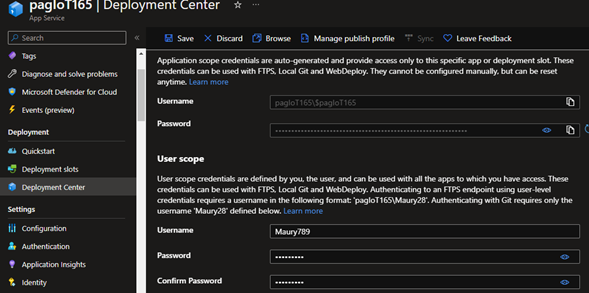 pagIoT165 | Deployment Center ☆ ...
App Service
Search «
Save Discard Browse Manage publish profile Sync Leave Feedback
Tags
Diagnose and solve problems
Microsoft Defender for Cloud
Events (preview)
Deployment
Quickstart
Deployment slots
Deployment Center
Settings
Configuration
Authentication
Application Insights
Identity
Application scope credentials are auto-generated and provide access only to this specific app or deployment slot. These
credentials can be used with FTPS, Local Git and WebDeploy. They cannot be configured manually, but can be reset
anytime. Learn more
Username pagIoT165\$pagIoT165
Password
User scope
User scope credentials are defined by you, the user, and can be used with all the apps to which you have access. These
credentials can be used with FTPS, Local Git and WebDeploy. Authenticating to an FTPS endpoint using user-level
credentials requires a username in the following format: 'pagIoT165\Maury28'. Authenticating with Git requires only the
username 'Maury28' defined below. Learn more
Username Maury789
Password •••••••••
Confirm Password •••••••••